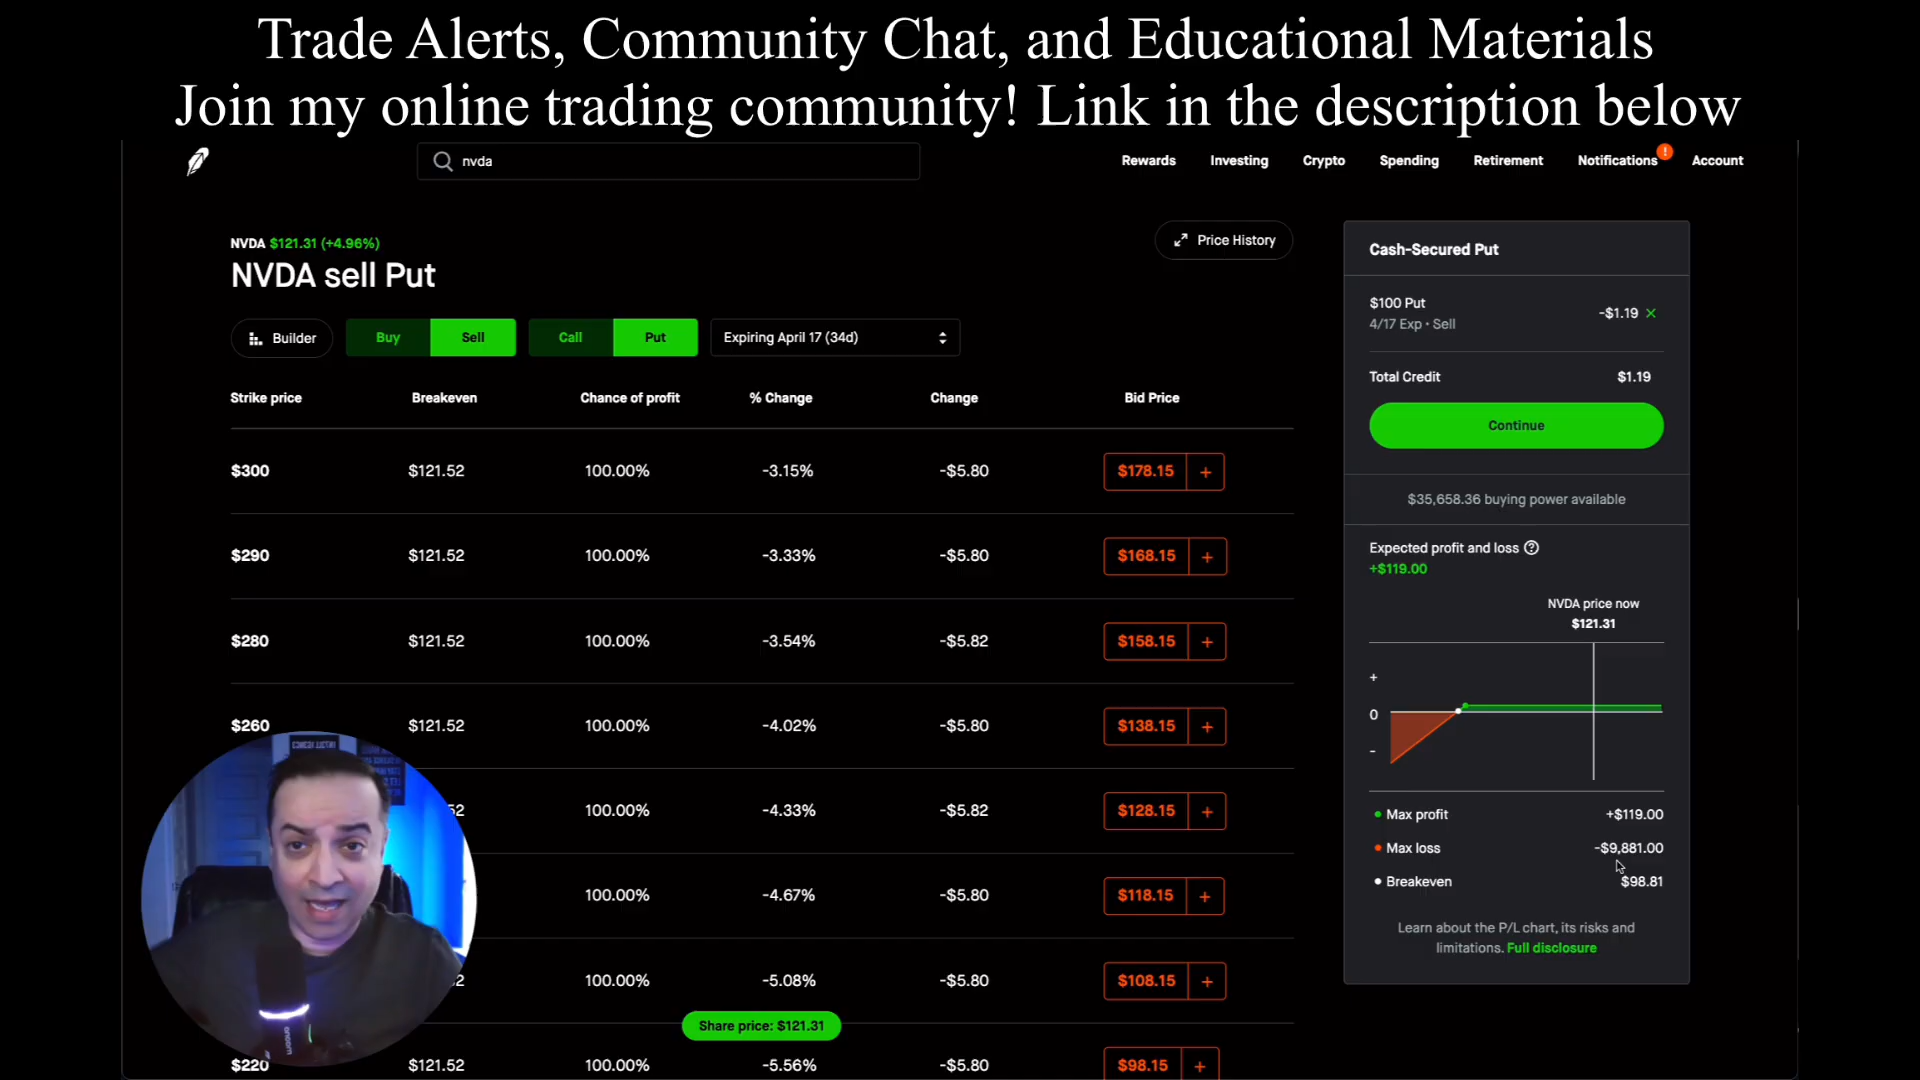 Trade Alerts, Community Chat, and Educational Materials
Join my online trading community! Link in the description below
nvda
Rewards Investing Crypto Spending Retirement Notifications ! Account
NVDA $121.31 (+4.96%)
NVDA sell Put
Price History
Builder Buy Sell Call Put Expiring April 17 (34d)
Strike price Breakeven Chance of profit % Change Change Bid Price
$300 $121.52 100.00% -3.15% -$5.80 $178.15 +
$290 $121.52 100.00% -3.33% -$5.80 $168.15 +
$280 $121.52 100.00% -3.54% -$5.82 $158.15 +
$260 $121.52 100.00% -4.02% -$5.80 $138.15 +
52 100.00% -4.33% -$5.82 $128.15 +
100.00% -4.67% -$5.80 $118.15 +
2 100.00% -5.08% -$5.80 $108.15 +
Share price: $121.31
$220 $121.52 100.00% -5.56% -$5.80 $98.15 +
Cash-Secured Put
$100 Put
4/17 Exp • Sell
-$1.19 ×
Total Credit $1.19
Continue
$35,658.36 buying power available
Expected profit and loss ?
+$119.00
NVDA price now
$121.31
+
0
-
Max profit +$119.00
Max loss -$9,881.00
Breakeven $98.81
Learn about the P/L chart, its risks and
limitations. Full disclosure